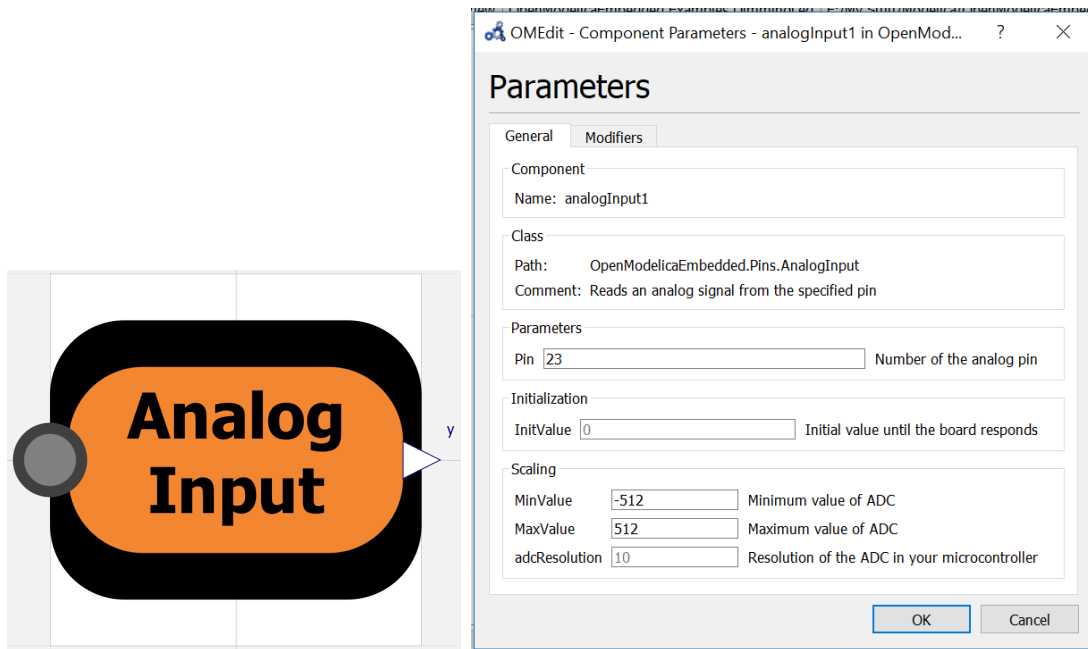 Analog
Input
y
OMEdit - Component Parameters - analogInput1 in OpenMod...
?
Parameters
General Modifiers
Component
Name: analogInput1
Class
Path: OpenModelicaEmbedded.Pins.AnalogInput
Comment: Reads an analog signal from the specified pin
Parameters
Pin 23 Number of the analog pin
Initialization
InitValue 0 Initial value until the board responds
Scaling
MinValue -512 Minimum value of ADC
MaxValue 512 Maximum value of ADC
adcResolution 10 Resolution of the ADC in your microcontroller
OK Cancel